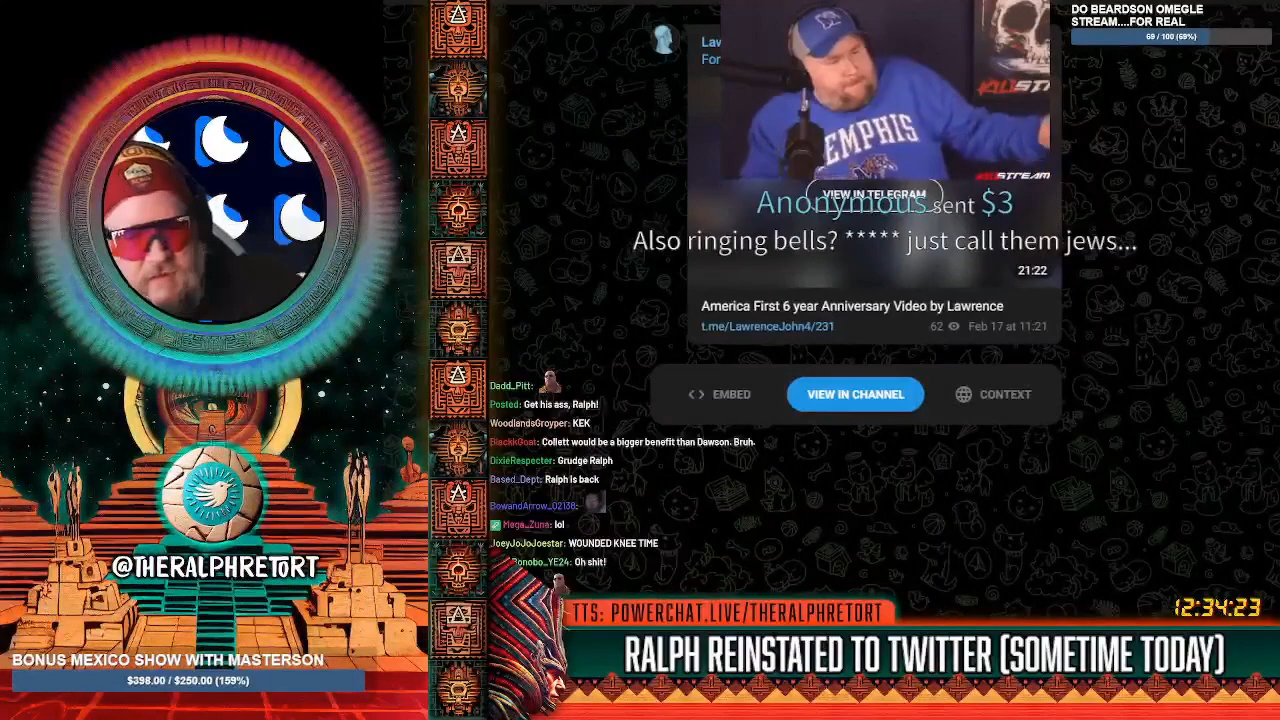 DO BEARDSON OMEGLE
STREAM....FOR REAL
69 / 100 (69%)
Law
For
KILLSTR
MEMPHIS
KILLSTREAM
VIEW IN TELEGRAM
Anonymous sent $3
Also ringing bells? ***** just call them jews...
21:22
America First 6 year Anniversary Video by Lawrence
t.me/LawrenceJohn4/231
62 Feb 17 at 11:21
<> EMBED
VIEW IN CHANNEL
CONTEXT
Dadd_Pitt:
Posted: Get his ass, Ralph!
WoodlandsGroyper: KEK
BlackkGoat: Collett would be a bigger benefit than Dawson. Bruh.
DixieRespecter: Grudge Ralph
Based_Dept: Ralph is back
BowandArrow_02138:
Mega_Zuma: lol
JoeyJoJoJoestar: WOUNDED KNEE TIME
Bonobo_YE24: Oh shit!
@THERALPHRETORT
TTS: POWERCHAT.LIVE/THERALPHRETORT
12:34:23
RALPH REINSTATED TO TWITTER (SOMETIME TODAY)
BONUS MEXICO SHOW WITH MASTERSON
$398.00 / $250.00 (159%)